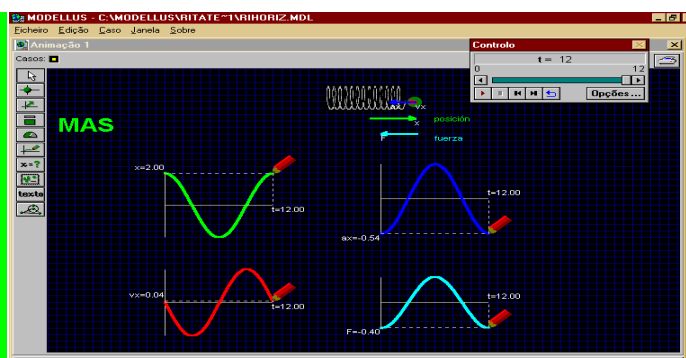 MODELLUS - C:\MODELLUS\RITATE~1\RIHORIZ.MDL
Ficheiro Edição Caso Janela Sobre
Animação 1
Casos:
Controlo
t = 12
0 12
Opções...
x=?
texto
MAS
vx
x
posición
F
fuerza
x=2.00
t=12.00
t=12.00
ax=-0.54
vx=0.04
t=12.00
t=12.00
F=-0.40